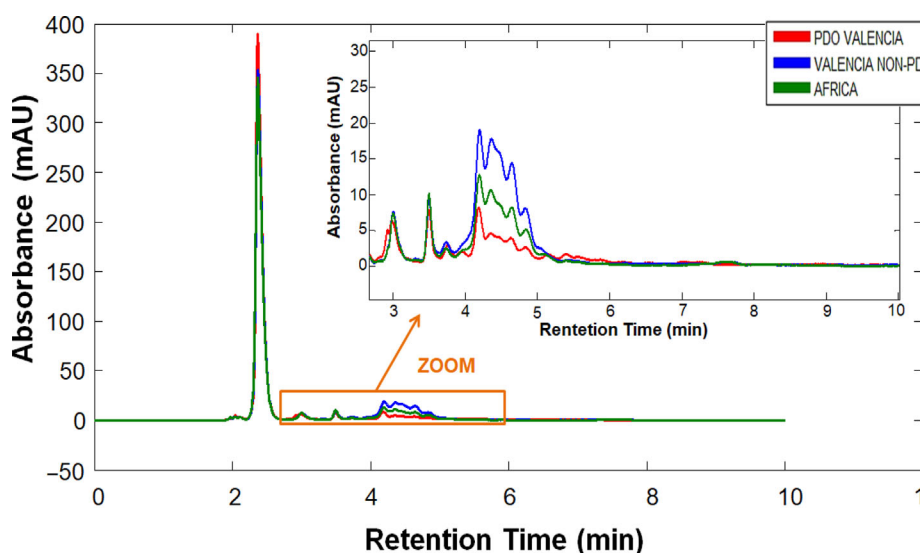 400
350
300
250
200
150
100
50
0
−50
Absorbance (mAU)
0 2 4 6 8 10 12
Retention Time (min)
30
25
20
15
10
5
0
Absorbance (mAU)
3 4 5 6 7 8 9 10
Rentetion Time (min)
PDO VALENCIA
VALENCIA NON-PD
AFRICA
ZOOM